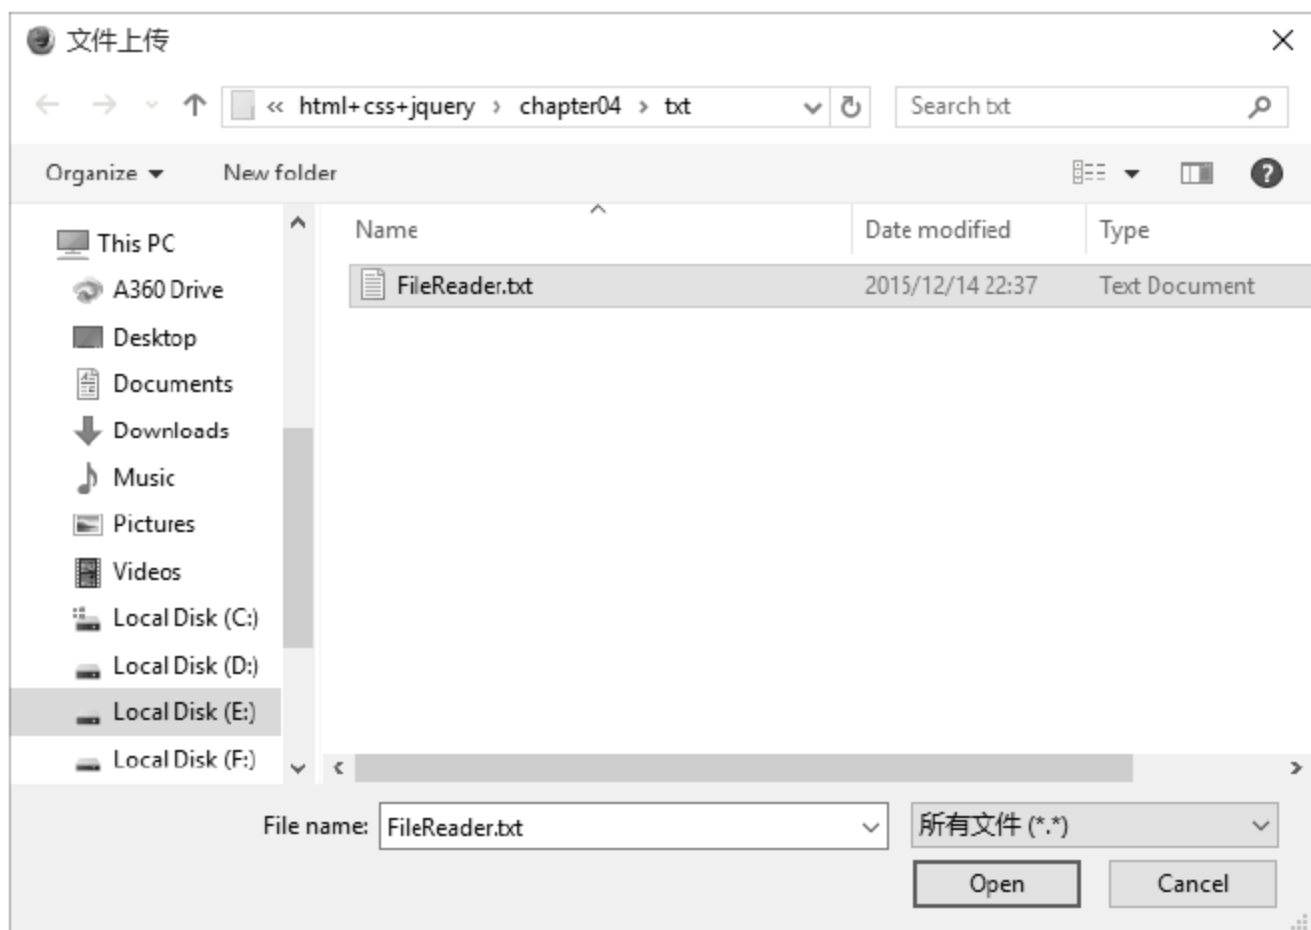 文件上传
« html+css+jquery › chapter04 › txt
Search txt
Organize
New folder
Name
Date modified
Type
This PC
A360 Drive
Desktop
Documents
Downloads
Music
Pictures
Videos
Local Disk (C:)
Local Disk (D:)
Local Disk (E:)
Local Disk (F:)
FileReader.txt
2015/12/14 22:37
Text Document
File name:
FileReader.txt
所有文件 (*.*)
Open
Cancel